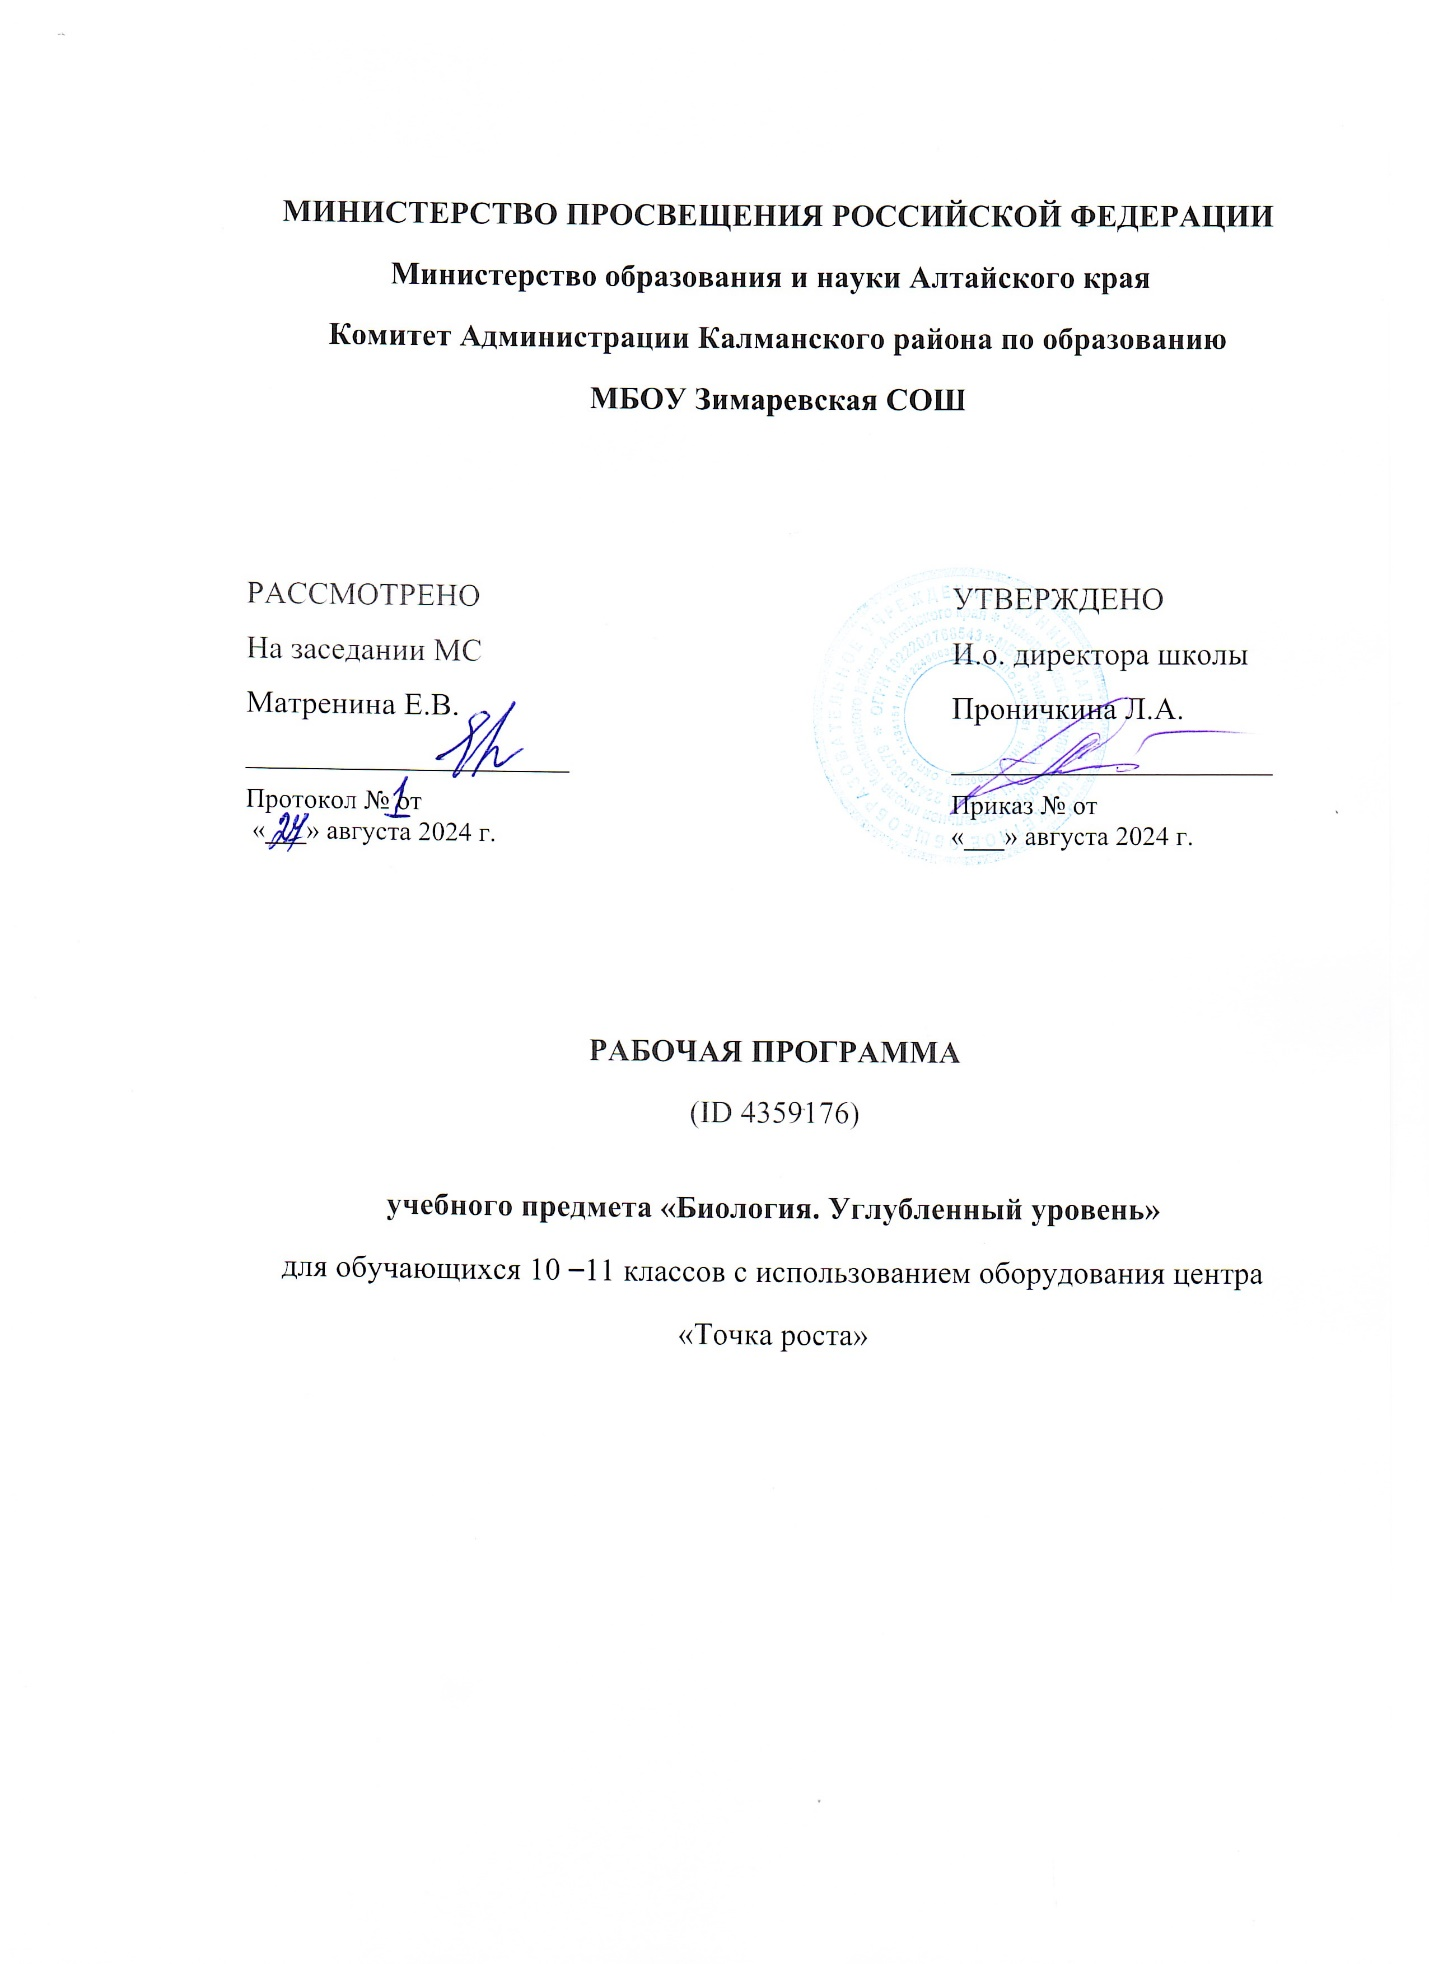 МИНИСТЕРСТВО ПРОСВЕЩЕНИЯ РОССИЙСКОЙ ФЕДЕРАЦИИ
Министерство образования и науки Алтайского края
Комитет Администрации Калманского района по образованию
МБОУ Зимаревская СОШ
РАССМОТРЕНО
На заседании МС
Матренина Е.В.
Протокол № 1 от
«27» августа 2024 г.
УТВЕРЖДЕНО
И.о. директора школы
Проничкина Л.А.
Приказ № от
«___» августа 2024 г.
РАБОЧАЯ ПРОГРАММА
(ID 4359176)
учебного предмета «Биология. Углубленный уровень»
для обучающихся 10 –11 классов с использованием оборудования центра
«Точка роста»